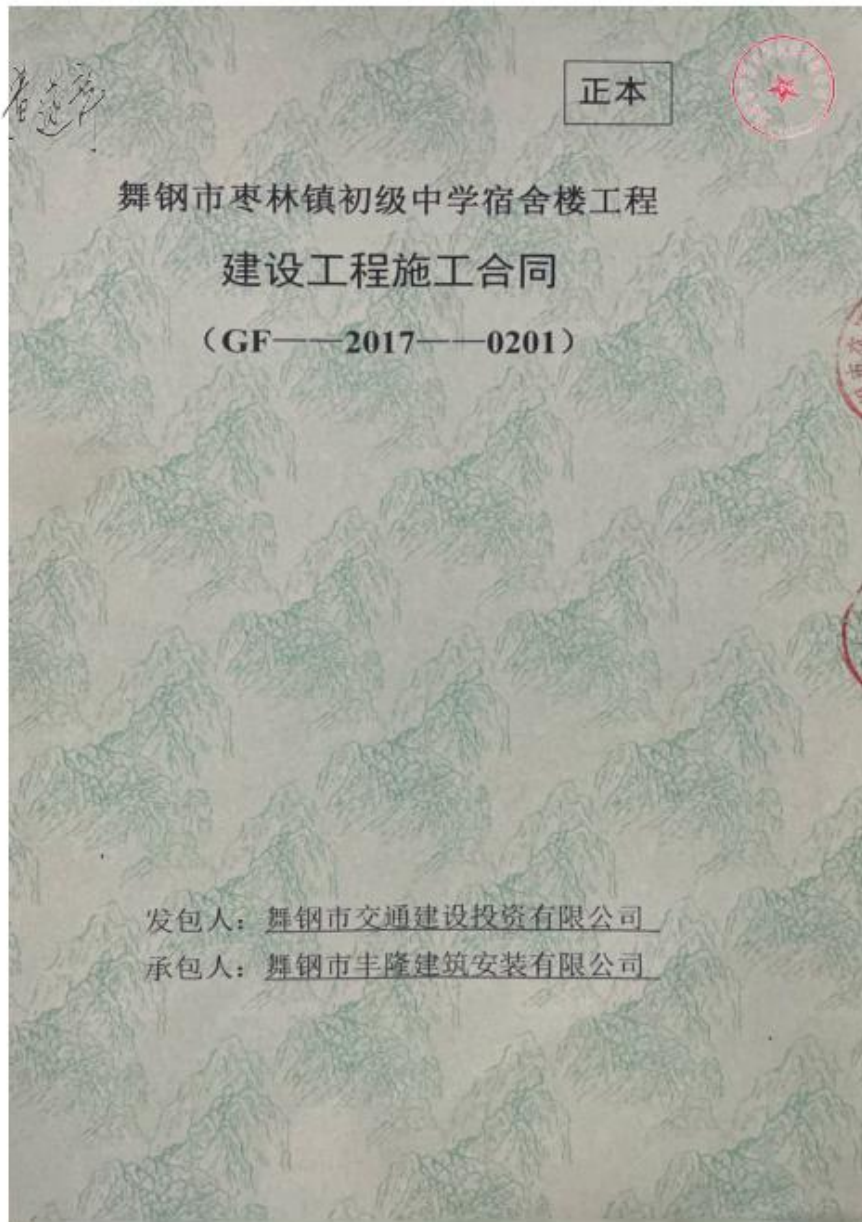 正本
舞钢市枣林镇初级中学宿舍楼工程
建设工程施工合同
（GF——2017——0201）
发包人：舞钢市交通建设投资有限公司
承包人：舞钢市丰隆建筑安装有限公司